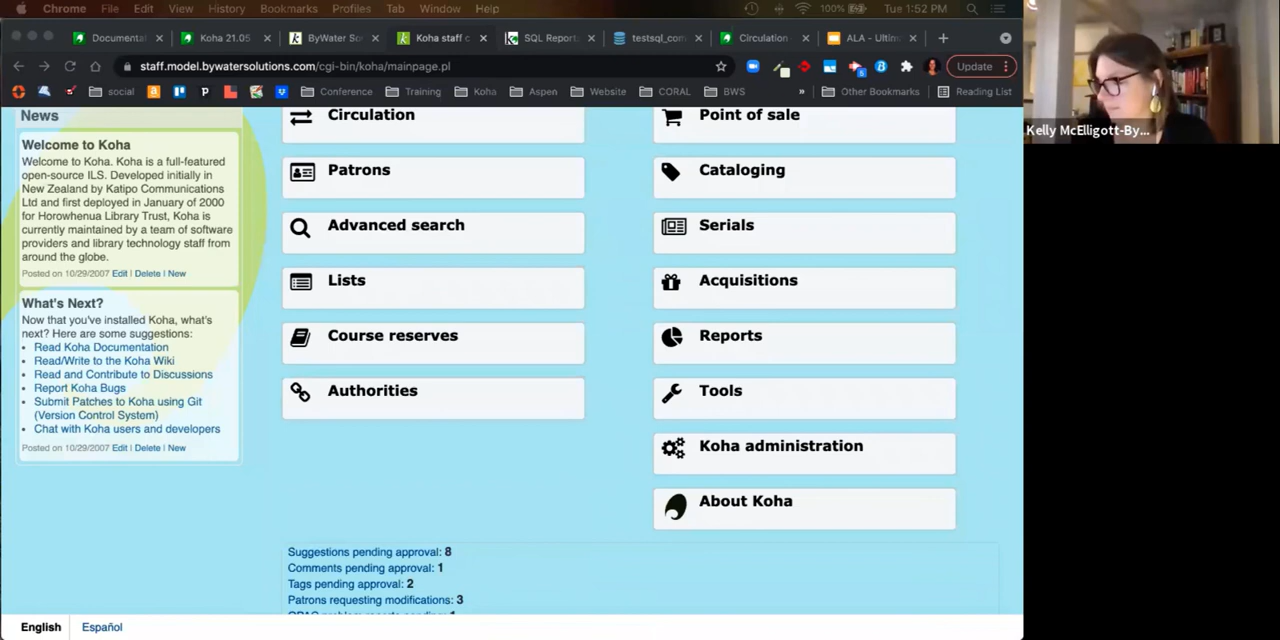 Chrome File Edit View History Bookmarks Profiles Tab Window Help 100% Tue 1:52 PM
Documenta Koha 21.05 ByWater So Koha staff c SQL Report testsql_com Circulation ALA - Ultim
staff.model.bywatersolutions.com/cgi-bin/koha/mainpage.pl Update
social Conference Training Koha Aspen Website CORAL BWS » Other Bookmarks Reading List
News
Welcome to Koha
Welcome to Koha. Koha is a full-featured
open-source ILS. Developed initially in
New Zealand by Katipo Communications
Ltd and first deployed in January of 2000
for Horowhenua Library Trust, Koha is
currently maintained by a team of software
providers and library technology staff from
around the globe.
Posted on 10/29/2007 Edit | Delete | New
What's Next?
Now that you've installed Koha, what's
next? Here are some suggestions:
• Read Koha Documentation
• Read/Write to the Koha Wiki
• Read and Contribute to Discussions
• Report Koha Bugs
• Submit Patches to Koha using Git
(Version Control System)
• Chat with Koha users and developers
Posted on 10/29/2007 Edit | Delete | New
Circulation
Patrons
Advanced search
Lists
Course reserves
Authorities
Point of sale
Cataloging
Serials
Acquisitions
Reports
Tools
Koha administration
About Koha
Suggestions pending approval: 8
Comments pending approval: 1
Tags pending approval: 2
Patrons requesting modifications: 3
English Español
Kelly McElligott-By...